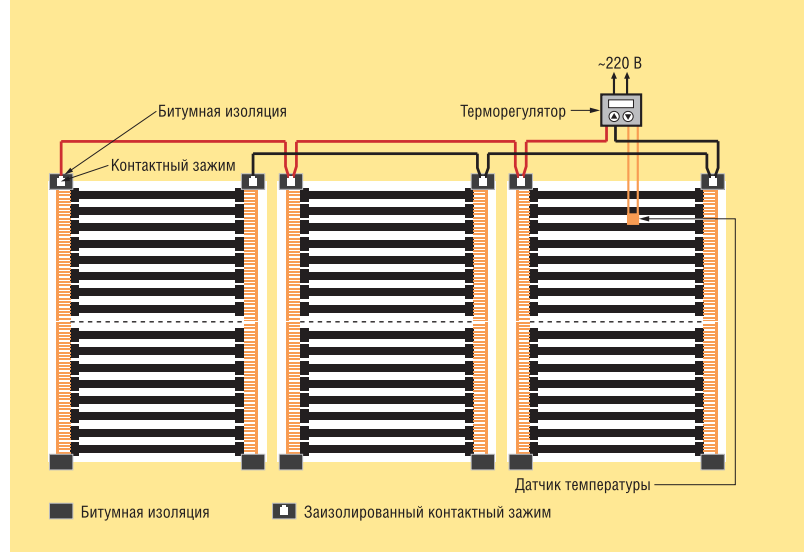 ~220 В
Битумная изоляция
Терморегулятор
Контактный зажим
Датчик температуры
Битумная изоляция
Заизолированный контактный зажим